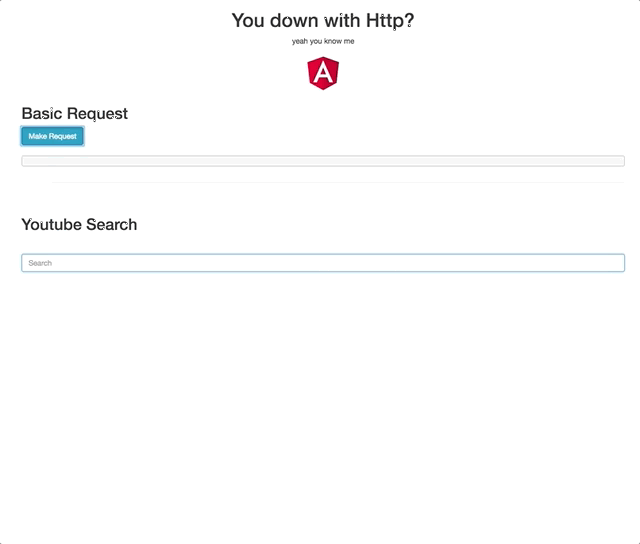 You down with Http?
yeah you know me
A
Basic Request
Make Request
Youtube Search
Search